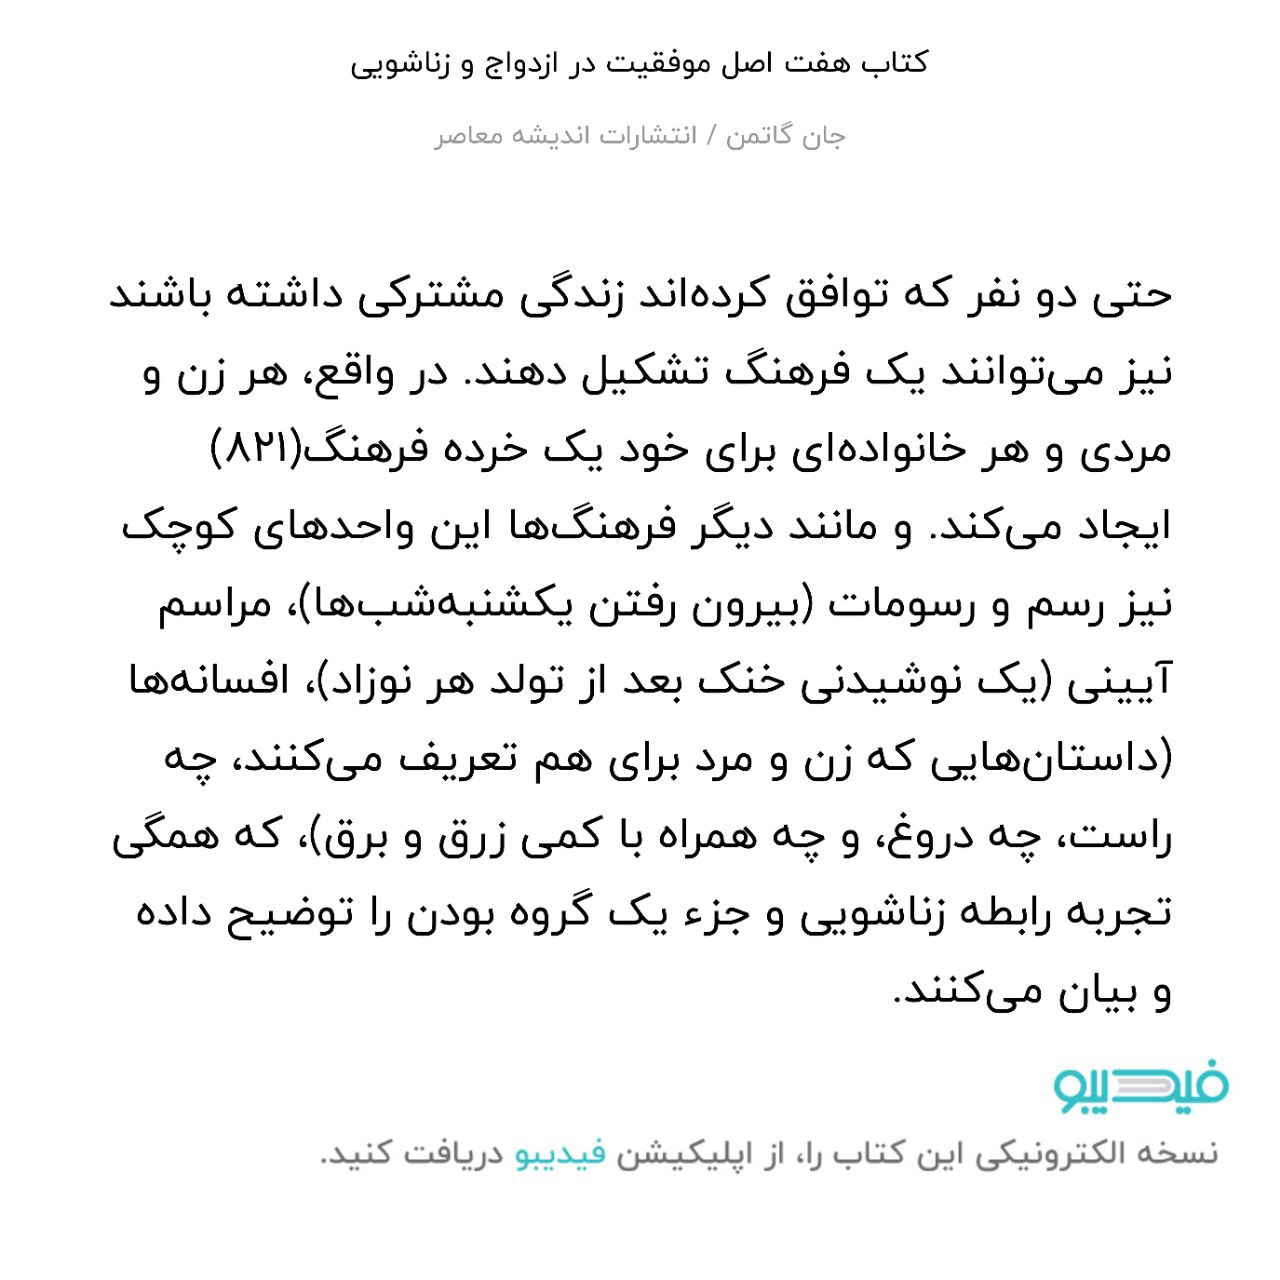 کتاب هفت اصل موفقیت در ازدواج و زناشویی
جان گاتمن / انتشارات اندیشه معاصر
حتی دو نفر که توافق کرده‌اند زندگی مشترکی داشته باشند
نیز می‌توانند یک فرهنگ تشکیل دهند. در واقع، هر زن و
مردی و هر خانواده‌ای برای خود یک خرده فرهنگ(۸۲۱)
ایجاد می‌کند. و مانند دیگر فرهنگ‌ها این واحدهای کوچک
نیز رسم و رسومات (بیرون رفتن یکشنبه‌شب‌ها)، مراسم
آیینی (یک نوشیدنی خنک بعد از تولد هر نوزاد)، افسانه‌ها
(داستان‌هایی که زن و مرد برای هم تعریف می‌کنند، چه
راست، چه دروغ، و چه همراه با کمی زرق و برق)، که همگی
تجربه رابطه زناشویی و جزء یک گروه بودن را توضیح داده
و بیان می‌کنند.
فیدیبو
نسخه الکترونیکی این کتاب را، از اپلیکیشن فیدیبو دریافت کنید.